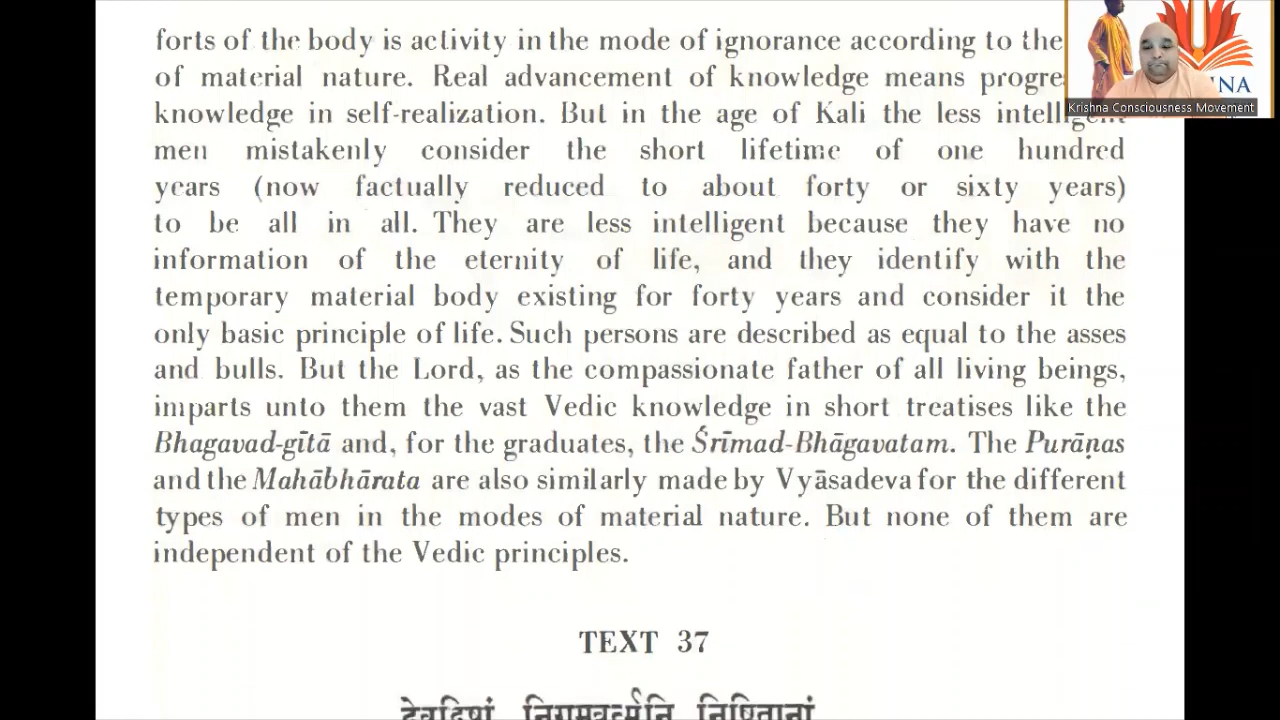 forts of the body is activity in the mode of ignorance according to the
of material nature. Real advancement of knowledge means
knowledge in self-realization. But in the age of Kali the less intelligent
men mistakenly consider the short lifetime of one hundred
years (now factually reduced to about forty or sixty years)
to be all in all. They are less intelligent because they have no
information of the eternity of life, and they identify with the
temporary material body existing for forty years and consider it the
only basic principle of life. Such persons are described as equal to the asses
and bulls. But the Lord, as the compassionate father of all living beings,
imparts unto them the vast Vedic knowledge in short treatises like the
Bhagavad-gītā and, for the graduates, the Śrīmad-Bhāgavatam. The Purāṇas
and the Mahābhārata are also similarly made by Vyāsadeva for the different
types of men in the modes of material nature. But none of them are
independent of the Vedic principles.
TEXT 37
देवद्विषां निगमवर्त्मनि निष्ठितानां
Krishna Consciousness Movement